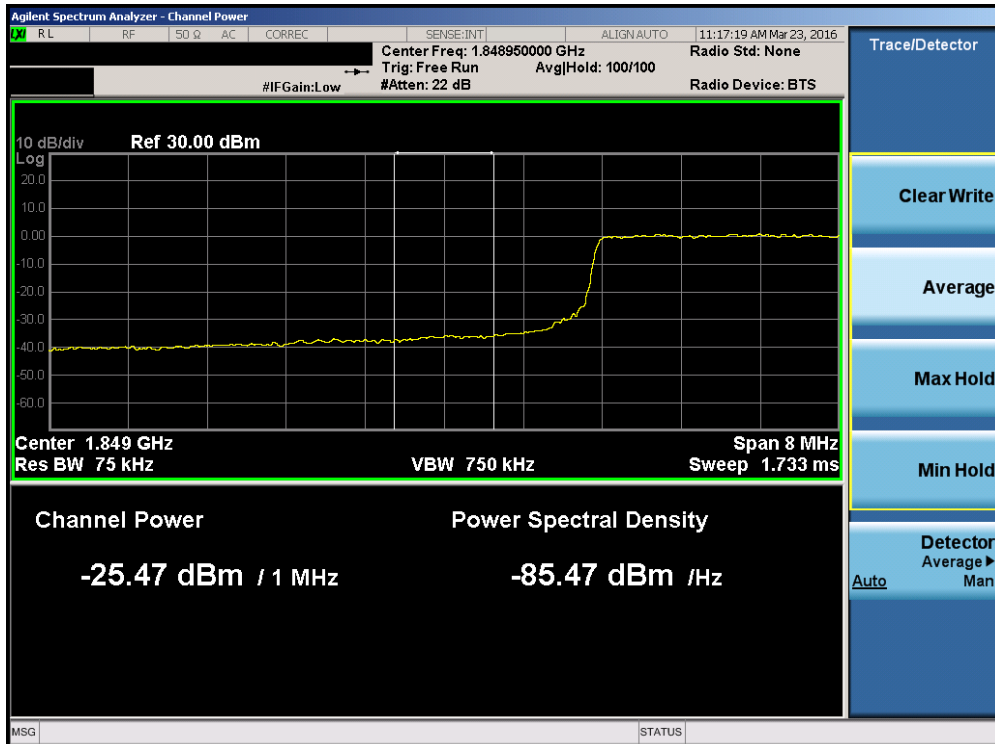 Agilent Spectrum Analyzer - Channel Power
LXI RL RF 50 Ω AC CORREC SENSE:INT ALIGN AUTO 11:17:19 AM Mar 23, 2016
Center Freq: 1.848950000 GHz Radio Std: None
Trig: Free Run Avg|Hold: 100/100
#IFGain:Low #Atten: 22 dB Radio Device: BTS
10 dB/div Ref 30.00 dBm
Log
20.0
10.0
0.00
-10.0
-20.0
-30.0
-40.0
-50.0
-60.0
Center 1.849 GHz Span 8 MHz
Res BW 75 kHz VBW 750 kHz Sweep 1.733 ms
Channel Power Power Spectral Density
-25.47 dBm / 1 MHz -85.47 dBm /Hz
Trace/Detector
Clear Write
Average
Max Hold
Min Hold
Detector
Average▶
Auto Man
MSG STATUS